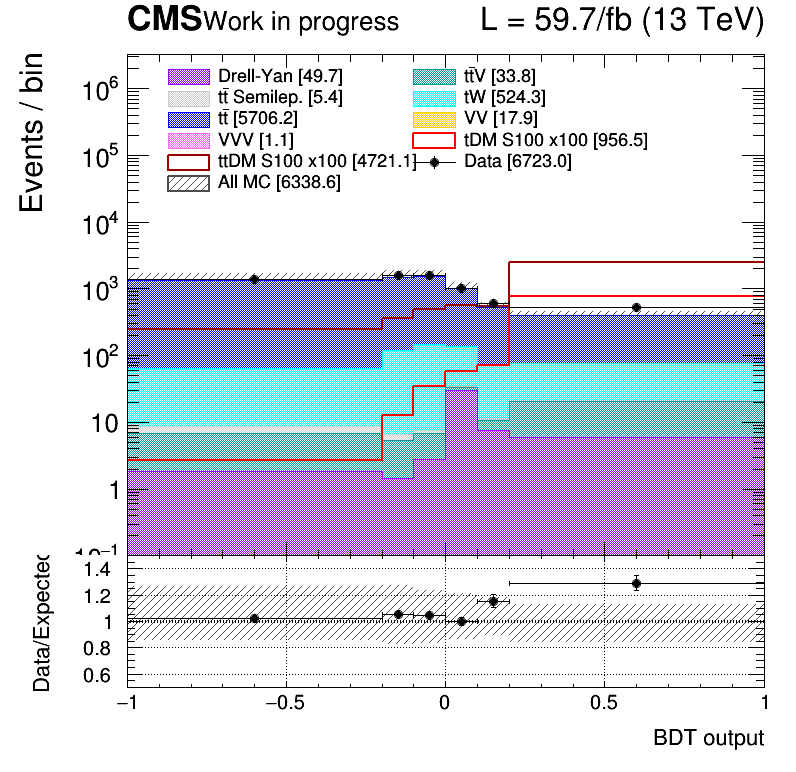 CMS Work in progress L = 59.7/fb (13 TeV)
Events / bin
Drell-Yan [49.7] tt̄V [33.8]
tt̄ Semilep. [5.4] tW [524.3]
tt̄ [5706.2] VV [17.9]
VVV [1.1] tDM S100 x100 [956.5]
ttDM S100 x100 [4721.1] Data [6723.0]
All MC [6338.6]
10⁶
10⁵
10⁴
10³
10²
10
1
10⁻¹
Data/Expected
1.4
1.2
1
0.8
0.6
−1 −0.5 0 0.5 1
BDT output